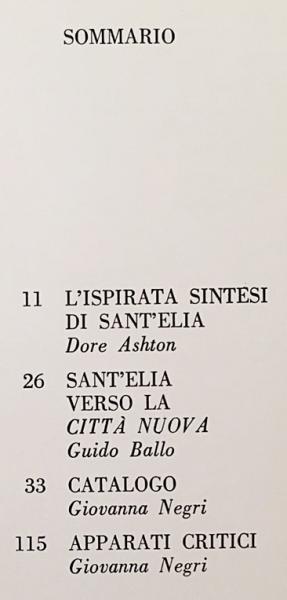 SOMMARIO
11 L'ISPIRATA SINTESI
DI SANT'ELIA
Dore Ashton
26 SANT'ELIA
VERSO LA
CITTÀ NUOVA
Guido Ballo
33 CATALOGO
Giovanna Negri
115 APPARATI CRITICI
Giovanna Negri